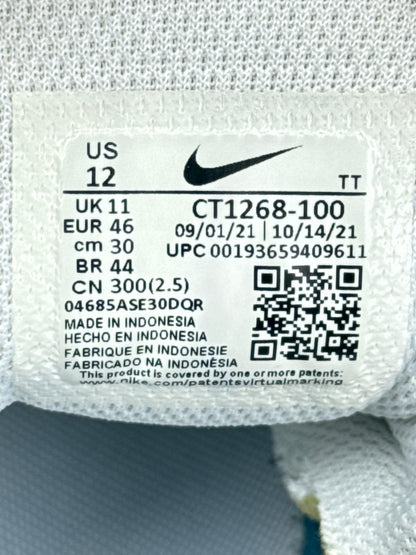 US
12
TT
UK 11
EUR 46
cm 30
BR 44
CN 300(2.5)
CT1268-100
09/01/21 | 10/14/21
UPC 00193659409611
04685ASE30DQR
MADE IN INDONESIA
HECHO EN INDONESIA
FABRIQUE EN INDONESIE
FABRICADO NA INDONÉSIA
This product is covered by one or more patents:
www.nike.com/patentsvirtualmarking